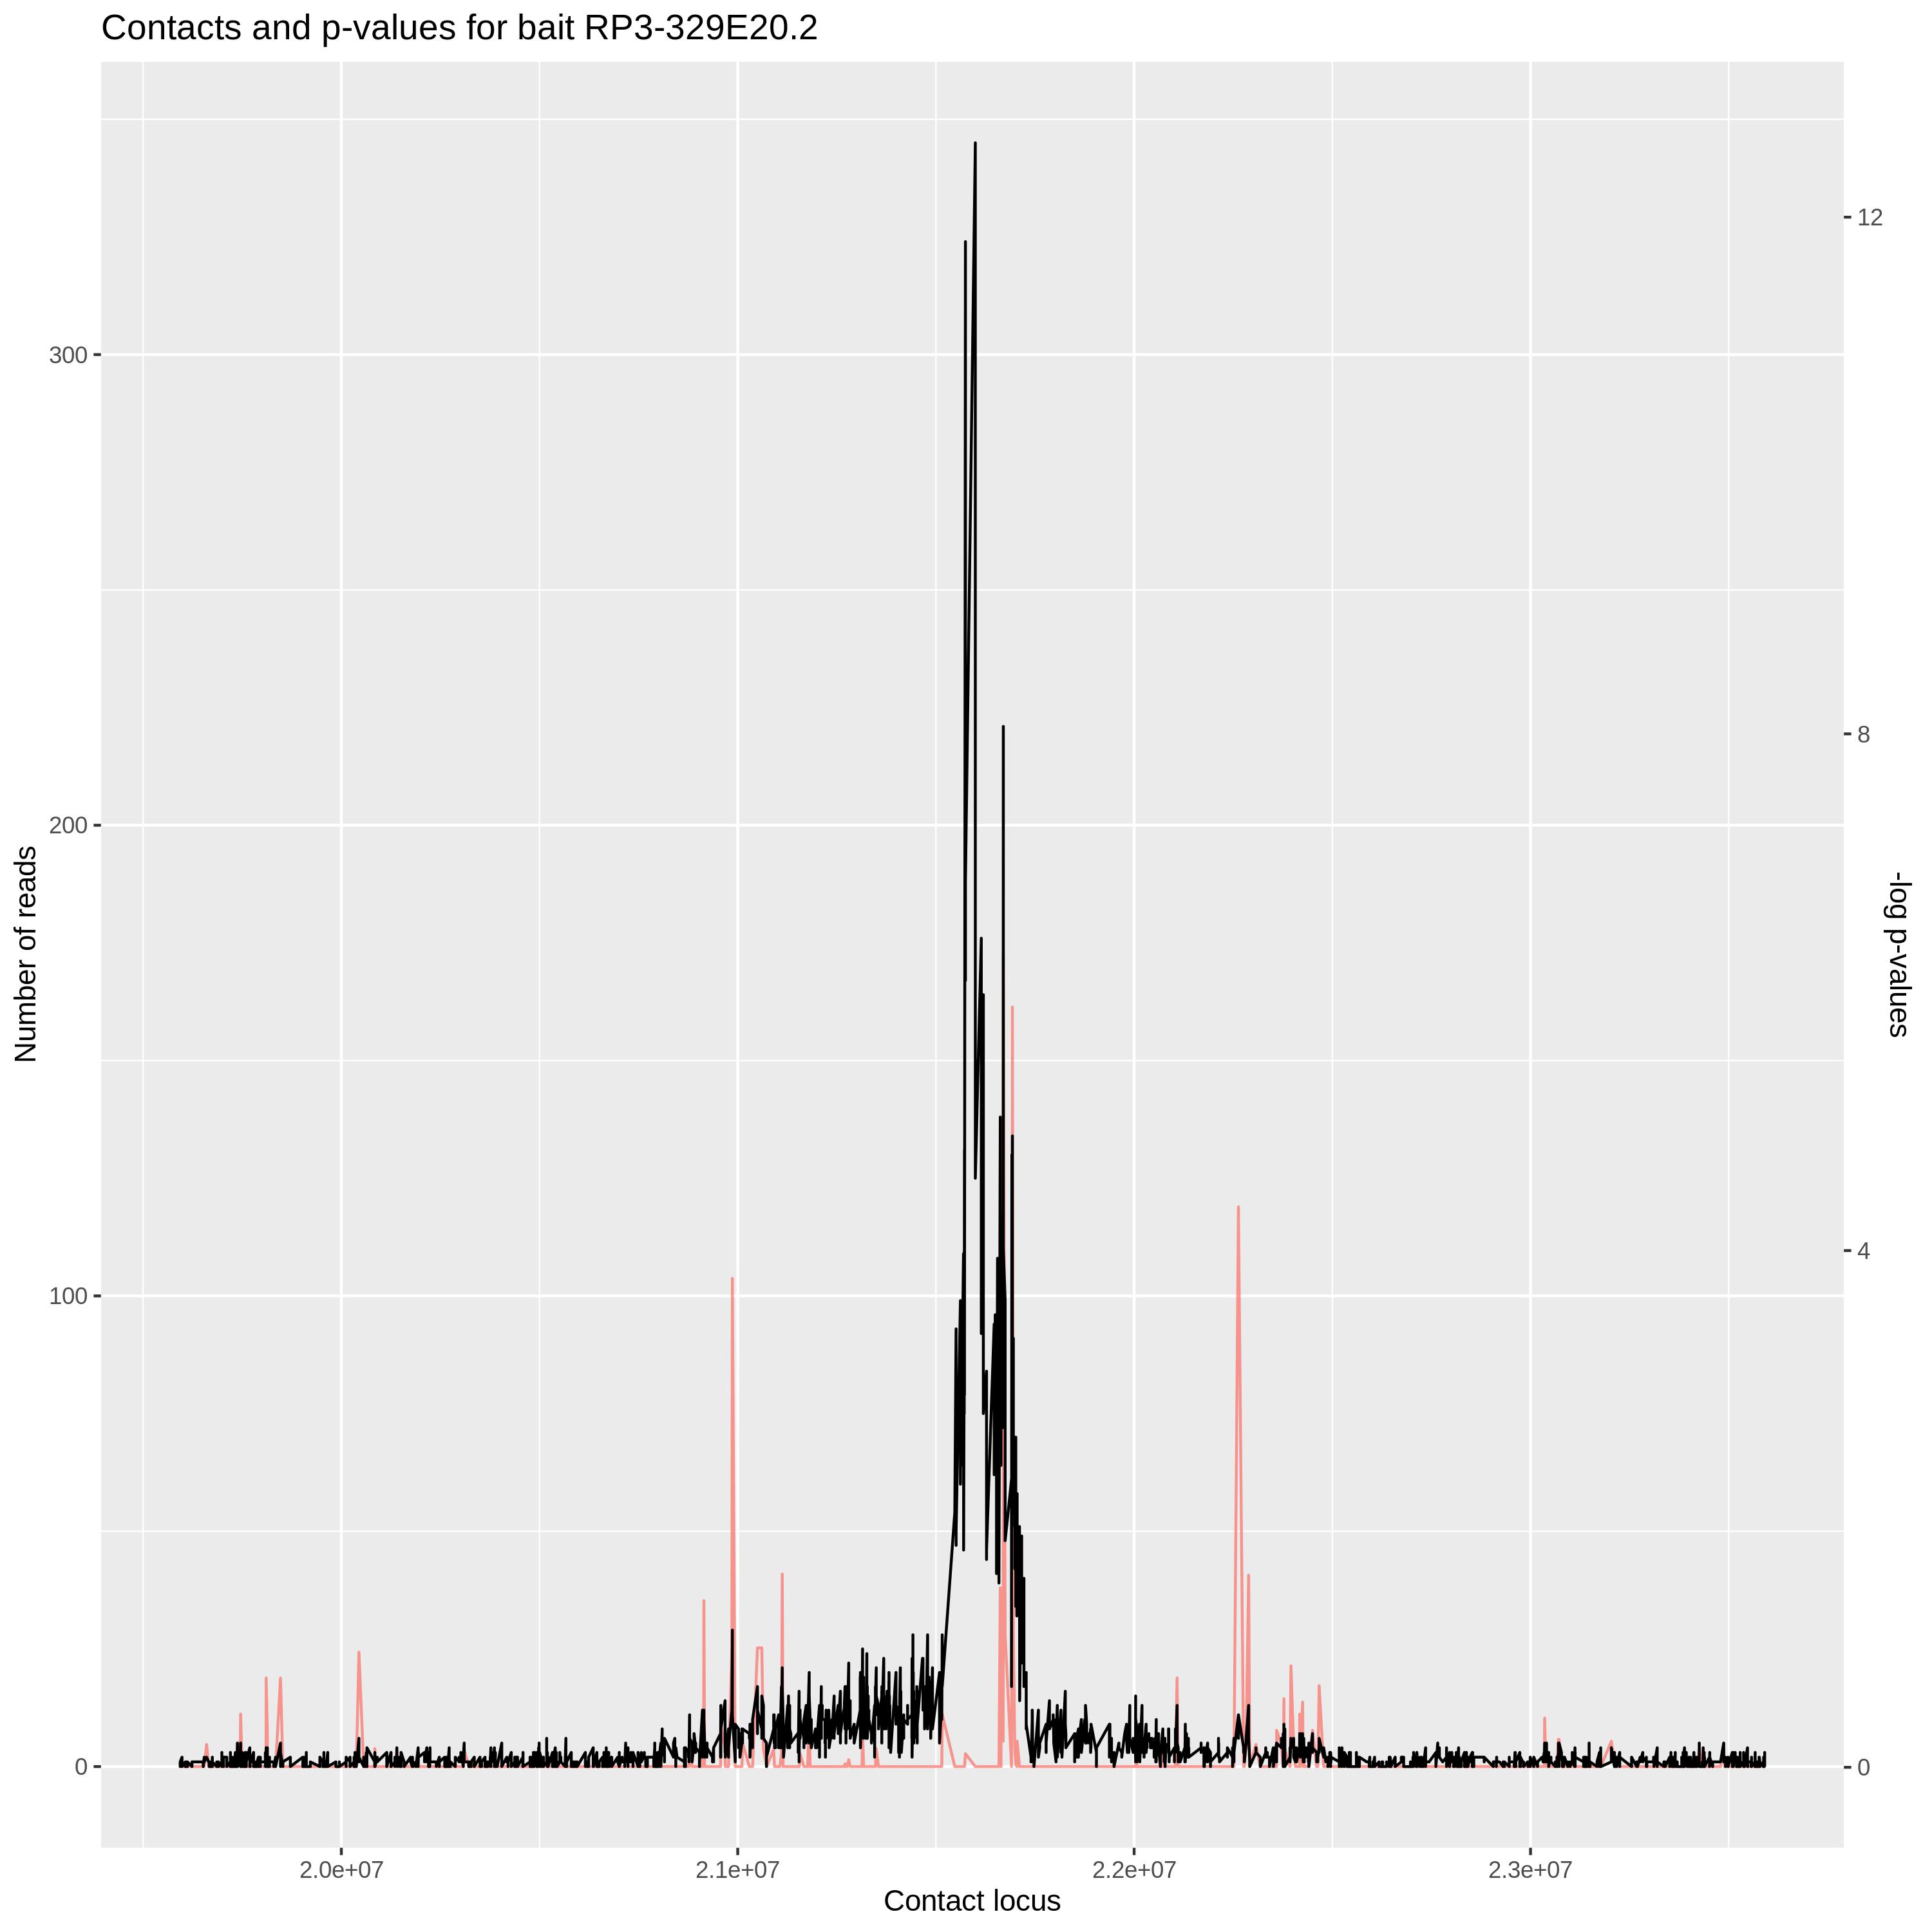 Contacts and p-values for bait RP3-329E20.2
300
200
100
0
Number of reads
12
8
4
0
-log p-values
2.0e+07
2.1e+07
2.2e+07
2.3e+07
Contact locus